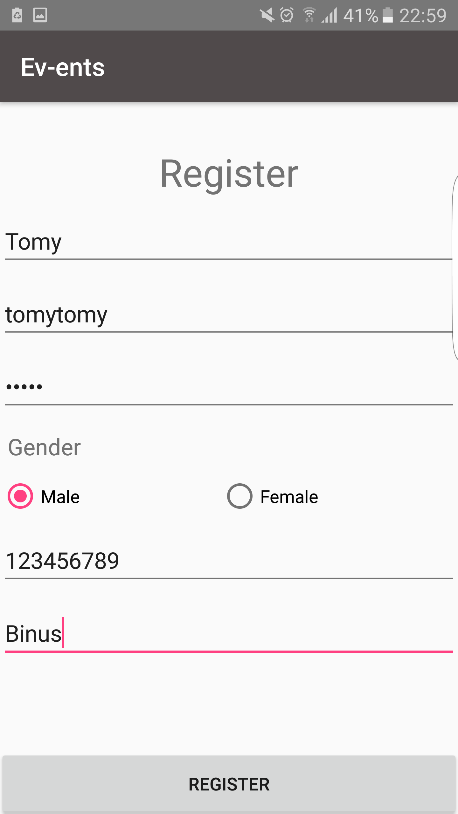 41% 22:59
Ev-ents
Register
Tomy
tomytomy
•••••
Gender
Male Female
123456789
Binus
REGISTER